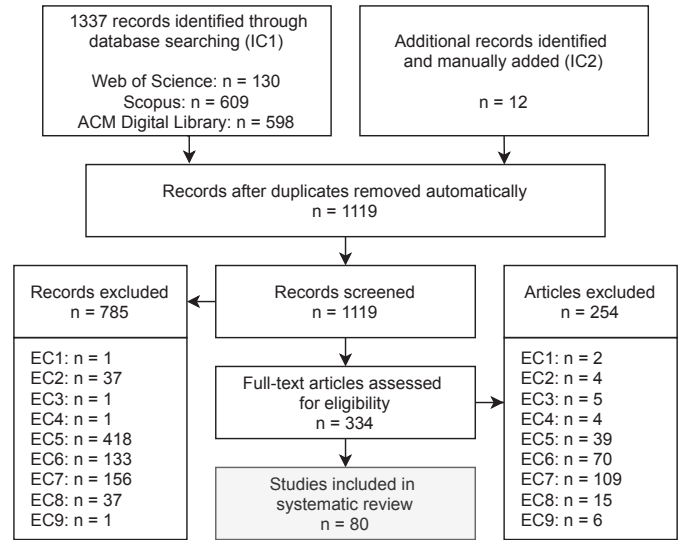 1337 records identified through
database searching (IC1)
Web of Science: n = 130
Scopus: n = 609
ACM Digital Library: n = 598
Additional records identified
and manually added (IC2)
n = 12
Records after duplicates removed automatically
n = 1119
Records excluded
n = 785
EC1: n = 1
EC2: n = 37
EC3: n = 1
EC4: n = 1
EC5: n = 418
EC6: n = 133
EC7: n = 156
EC8: n = 37
EC9: n = 1
Records screened
n = 1119
Full-text articles assessed
for eligibility
n = 334
Studies included in
systematic review
n = 80
Articles excluded
n = 254
EC1: n = 2
EC2: n = 4
EC3: n = 5
EC4: n = 4
EC5: n = 39
EC6: n = 70
EC7: n = 109
EC8: n = 15
EC9: n = 6